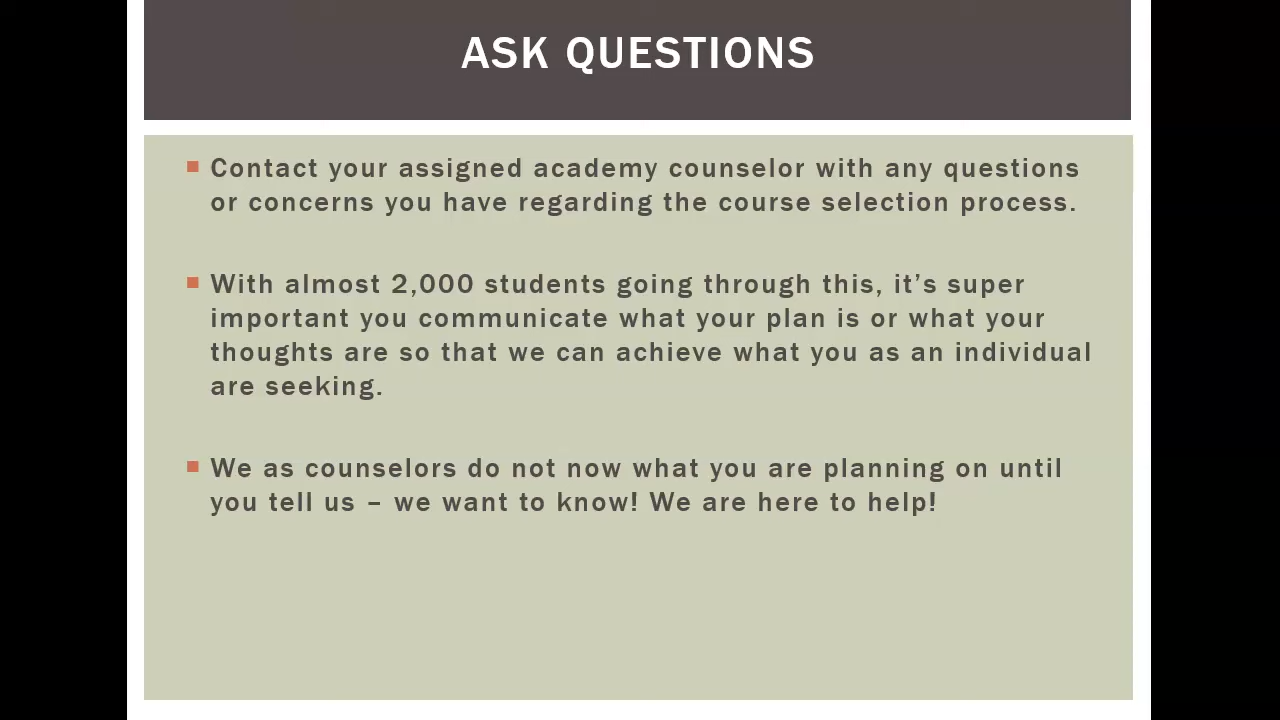 ASK QUESTIONS
Contact your assigned academy counselor with any questions
or concerns you have regarding the course selection process.
With almost 2,000 students going through this, it’s super
important you communicate what your plan is or what your
thoughts are so that we can achieve what you as an individual
are seeking.
We as counselors do not now what you are planning on until
you tell us – we want to know! We are here to help!